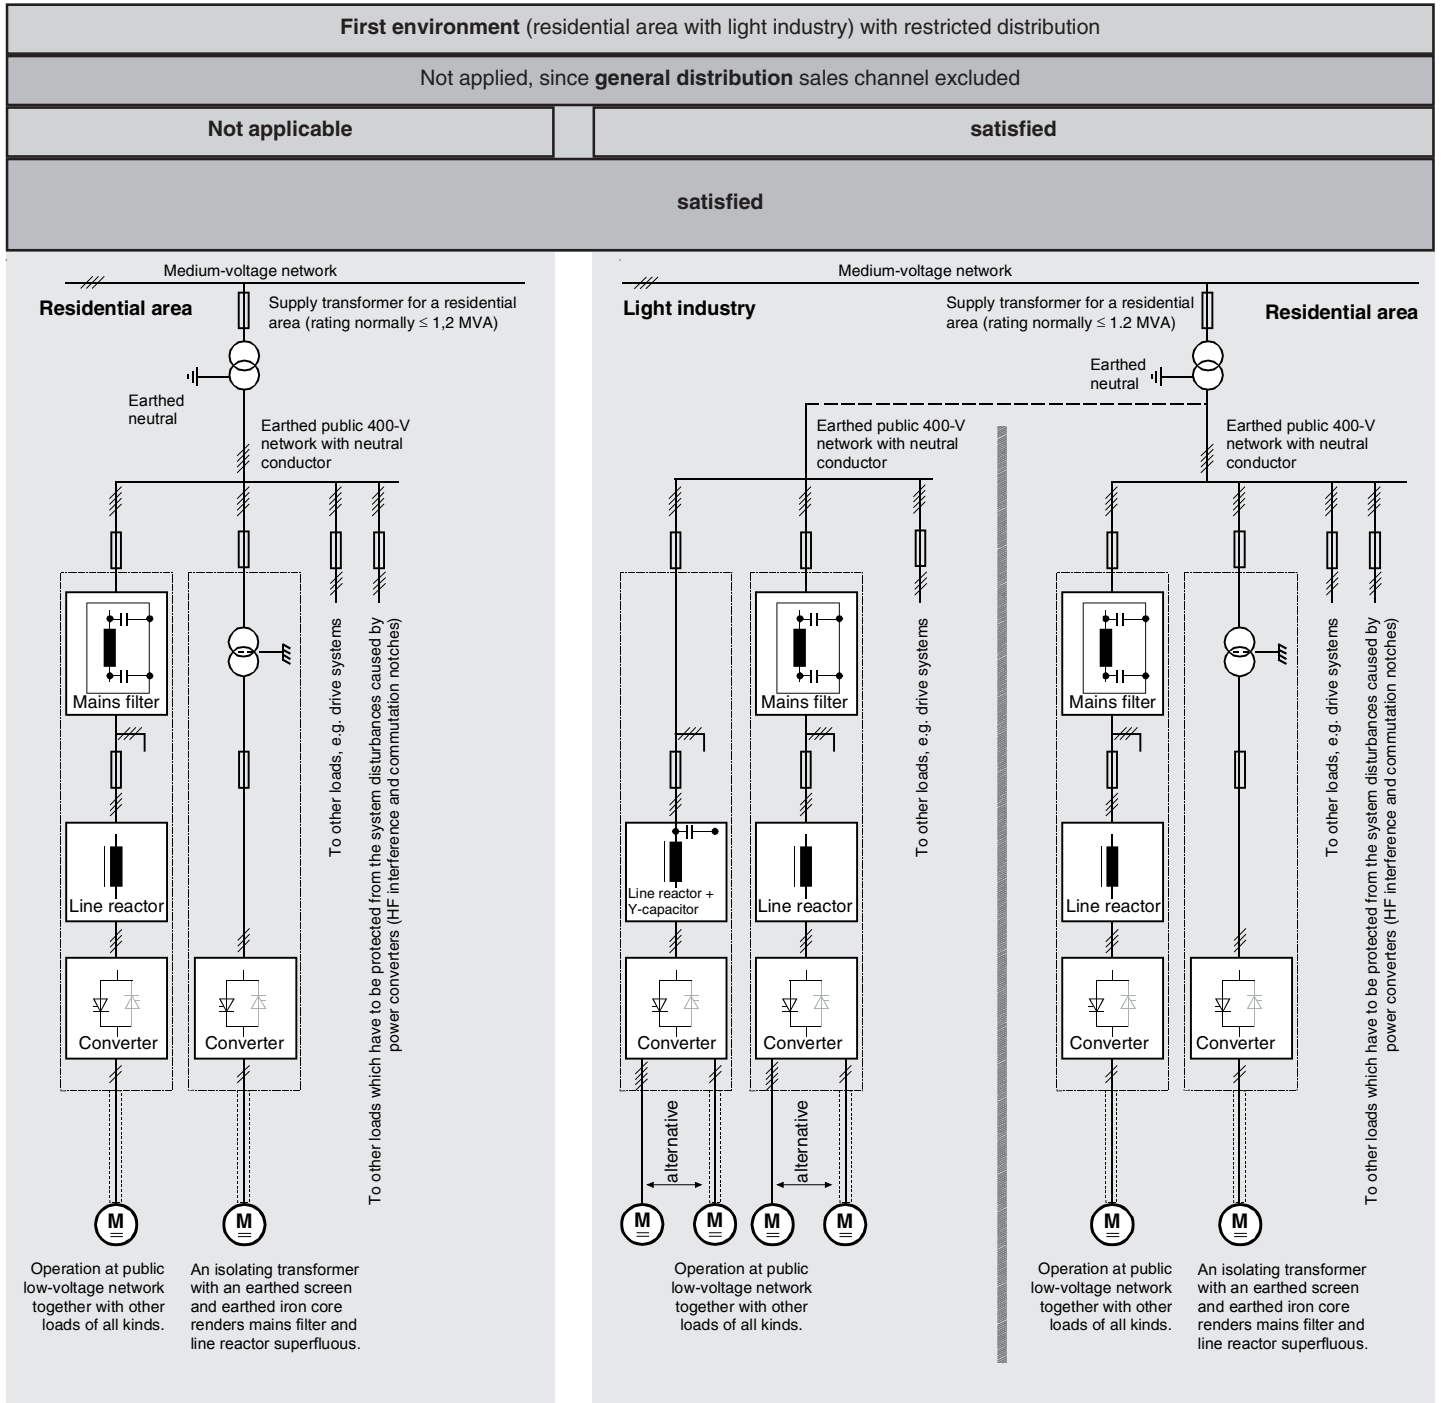 First environment (residential area with light industry) with restricted distribution
Not applied, since general distribution sales channel excluded
Not applicable
satisfied
satisfied
Medium-voltage network
Residential area
Supply transformer for a residential
area (rating normally ≤ 1,2 MVA)
Earthed
neutral
Earthed public 400-V
network with neutral
conductor
Mains filter
Line reactor
Converter
Converter
To other loads, e.g. drive systems
To other loads which have to be protected from the system disturbances caused by
power converters (HF interference and commutation notches)
M
M
Operation at public
low-voltage network
together with other
loads of all kinds.
An isolating transformer
with an earthed screen
and earthed iron core
renders mains filter and
line reactor superfluous.
Medium-voltage network
Light industry
Supply transformer for a residential
area (rating normally ≤ 1.2 MVA)
Residential area
Earthed
neutral
Earthed public 400-V
network with neutral
conductor
Earthed public 400-V
network with neutral
conductor
Mains filter
Line reactor +
Y-capacitor
Line reactor
Converter
Converter
To other loads, e.g. drive systems
alternative
alternative
M
M
M
M
Operation at public
low-voltage network
together with other
loads of all kinds.
Mains filter
Line reactor
Converter
Converter
To other loads, e.g. drive systems
To other loads which have to be protected from the system disturbances caused by
power converters (HF interference and commutation notches)
M
M
Operation at public
low-voltage network
together with other
loads of all kinds.
An isolating transformer
with an earthed screen
and earthed iron core
renders mains filter and
line reactor superfluous.